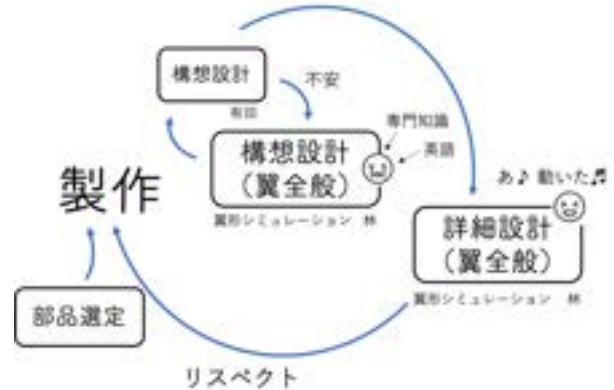 構想設計
不安
有田
専門知識
英語
構想設計
(翼全般)
翼形シミュレーション 林
製作
あ♪ 動いた♬
詳細設計
(翼全般)
翼形シミュレーション 林
部品選定
リスペクト